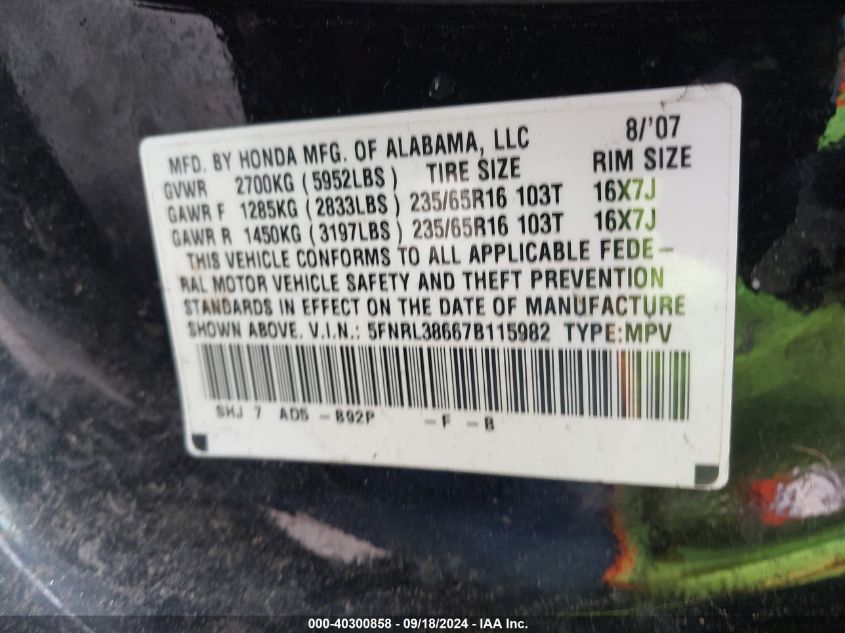 MFD. BY HONDA MFG. OF ALABAMA, LLC 8/'07
GVWR 2700KG (5952LBS) TIRE SIZE RIM SIZE
GAWR F 1285KG (2833LBS) 235/65R16 103T 16X7J
GAWR R 1450KG (3197LBS) 235/65R16 103T 16X7J
THIS VEHICLE CONFORMS TO ALL APPLICABLE FEDE-
RAL MOTOR VEHICLE SAFETY AND THEFT PREVENTION
STANDARDS IN EFFECT ON THE DATE OF MANUFACTURE
SHOWN ABOVE. V.I.N.: 5FNRL38667B115982 TYPE:MPV
SHJ 7 AD5 - B92P - F - B
000-40300858 - 09/18/2024 - IAA Inc.